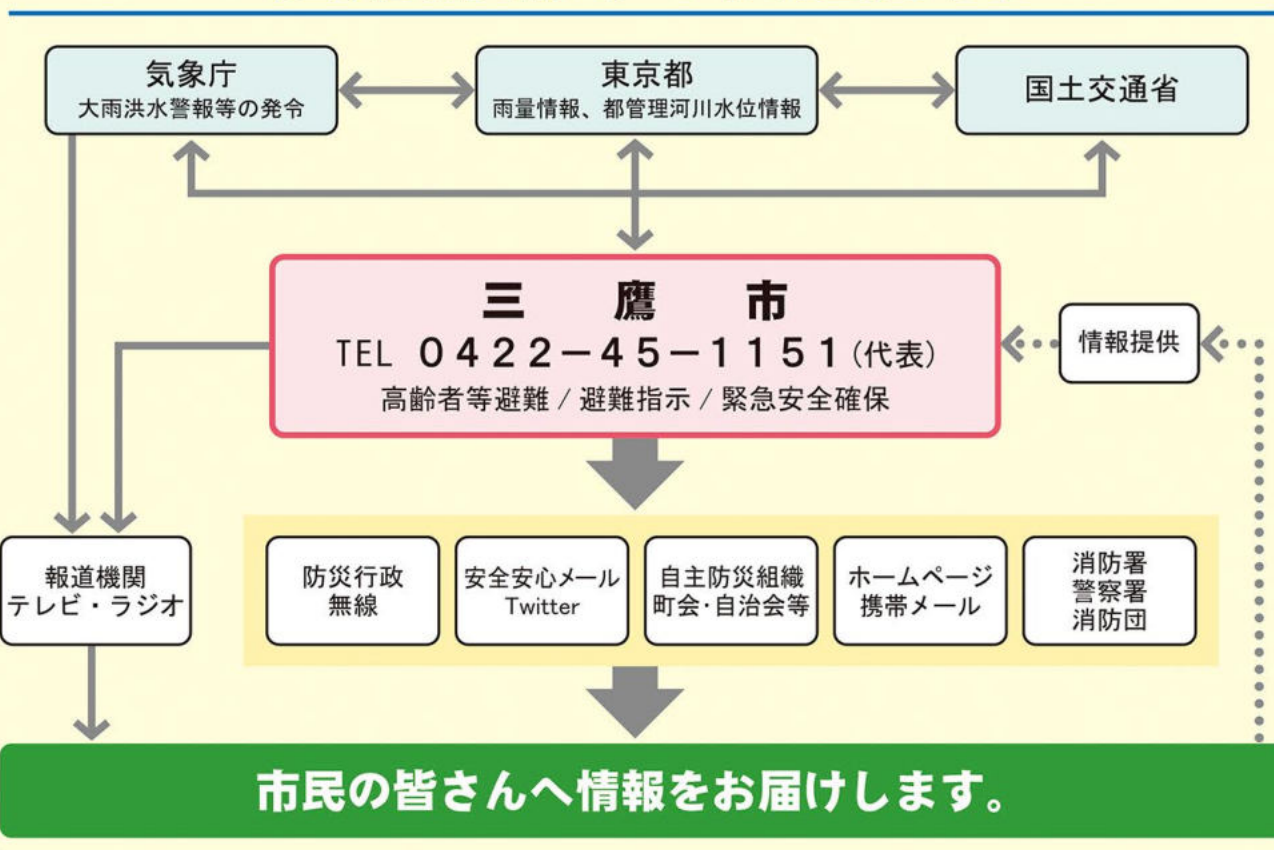 気象庁
大雨洪水警報等の発令
東京都
雨量情報、都管理河川水位情報
国土交通省
三鷹市
TEL 0422-45-1151(代表)
高齢者等避難 / 避難指示 / 緊急安全確保
情報提供
報道機関
テレビ・ラジオ
防災行政
無線
安全安心メール
Twitter
自主防災組織
町会・自治会等
ホームページ
携帯メール
消防署
警察署
消防団
市民の皆さんへ情報をお届けします。